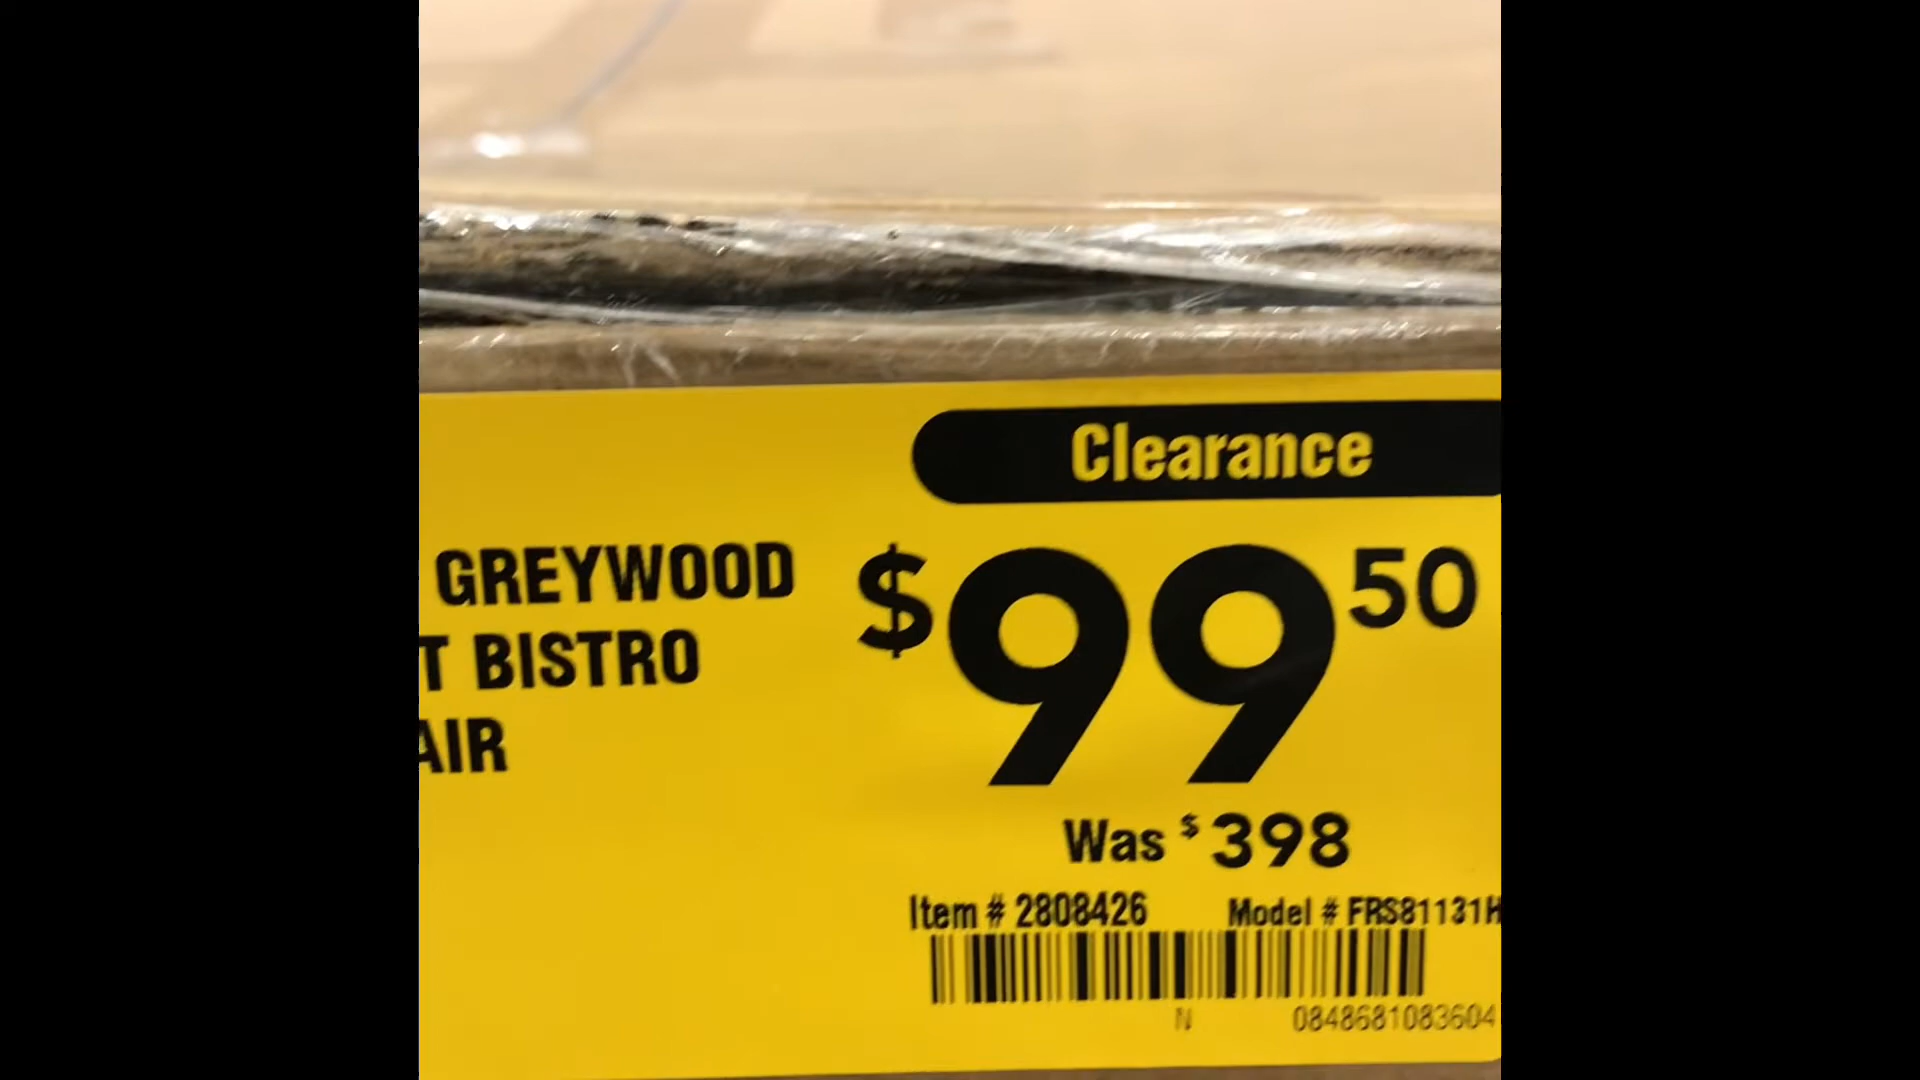 Clearance
GREYWOOD
T BISTRO
AIR
$99 50
Was $398
Item # 2808426 Model # FRS81131H
N 0848681083604